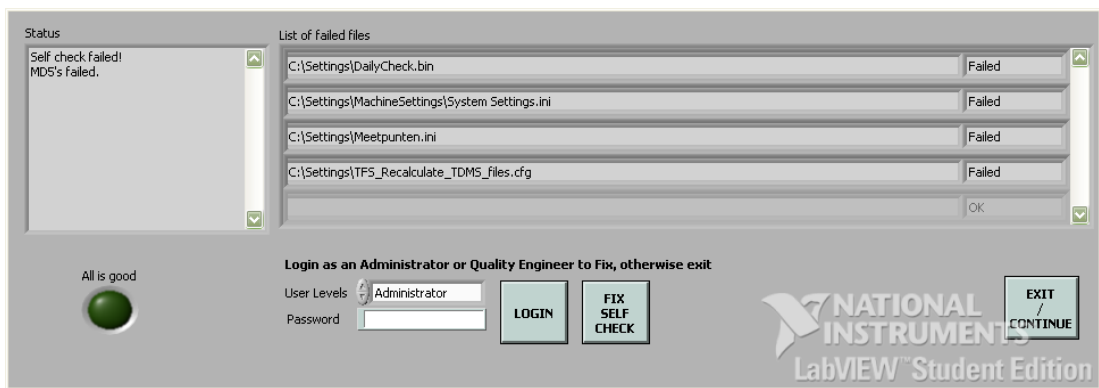 Status
Self check failed!
MD5's failed.
List of failed files
C:\Settings\DailyCheck.bin Failed
C:\Settings\MachineSettings\System Settings.ini Failed
C:\Settings\Meetpunten.ini Failed
C:\Settings\TFS_Recalculate_TDMS_files.cfg Failed
OK
All is good
Login as an Administrator or Quality Engineer to Fix, otherwise exit
User Levels Administrator
Password
LOGIN
FIX
SELF
CHECK
EXIT
/
CONTINUE
NATIONAL
INSTRUMENTS
LabVIEW™ Student Edition